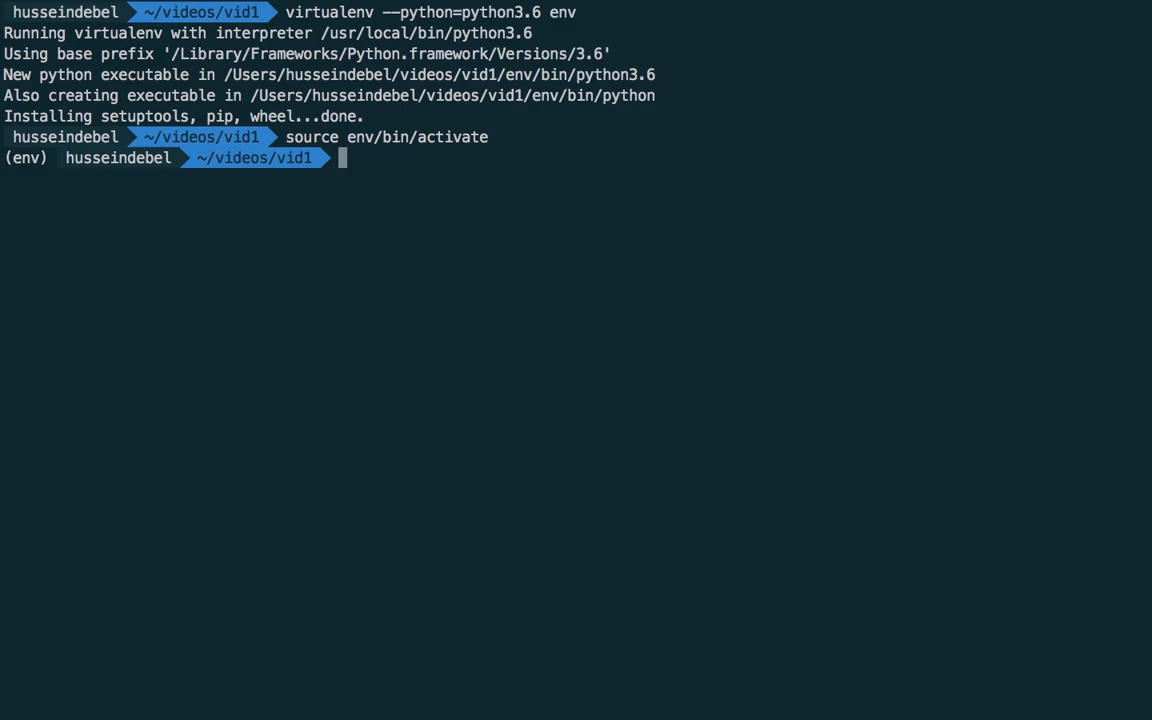 husseindebel ~/videos/vid1 virtualenv --python=python3.6 env
Running virtualenv with interpreter /usr/local/bin/python3.6
Using base prefix '/Library/Frameworks/Python.framework/Versions/3.6'
New python executable in /Users/husseindebel/videos/vid1/env/bin/python3.6
Also creating executable in /Users/husseindebel/videos/vid1/env/bin/python
Installing setuptools, pip, wheel...done.
husseindebel ~/videos/vid1 source env/bin/activate
(env) husseindebel ~/videos/vid1